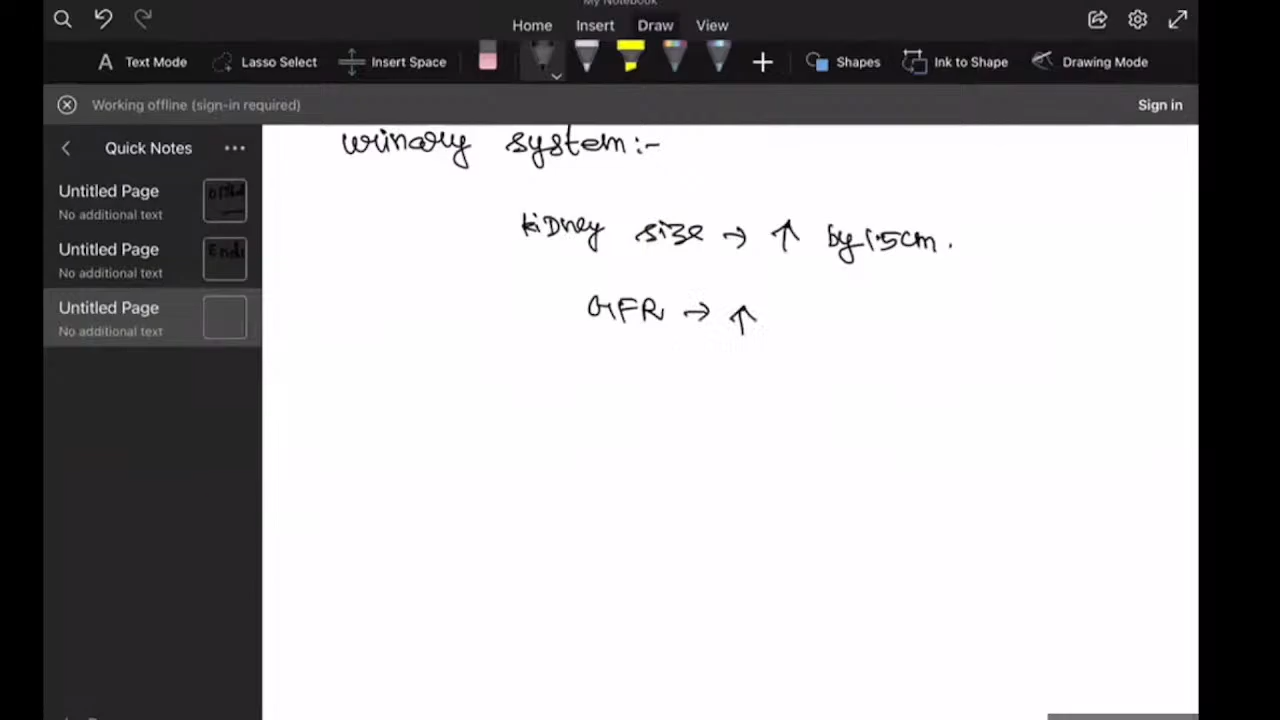 My Notebook
Home Insert Draw View
Text Mode Lasso Select Insert Space Shapes Ink to Shape Drawing Mode
Working offline (sign-in required) Sign in
Quick Notes
Untitled Page
No additional text
Untitled Page
No additional text
Untitled Page
No additional text
urinary system:-
kidney size → ↑ by 1.5cm.
GFR → ↑